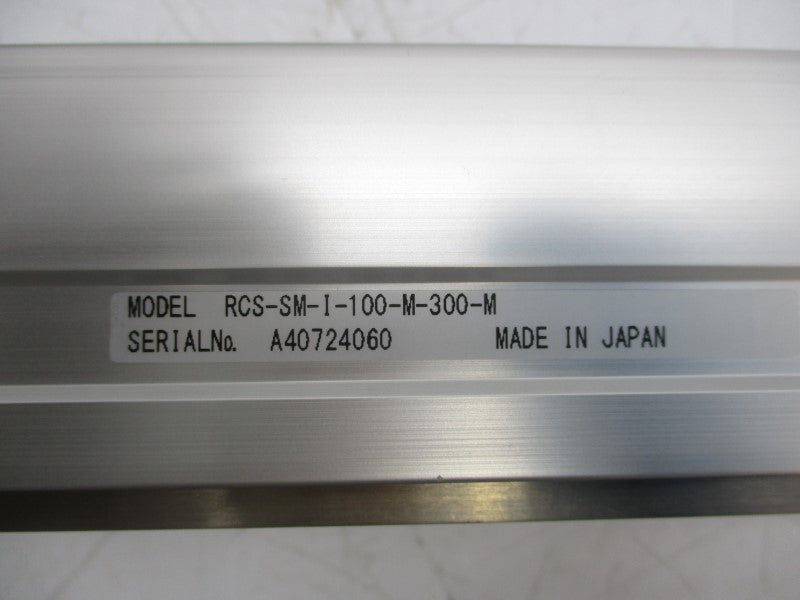 MODEL RCS-SM-I-100-M-300-M
SERIALNo. A40724060 MADE IN JAPAN